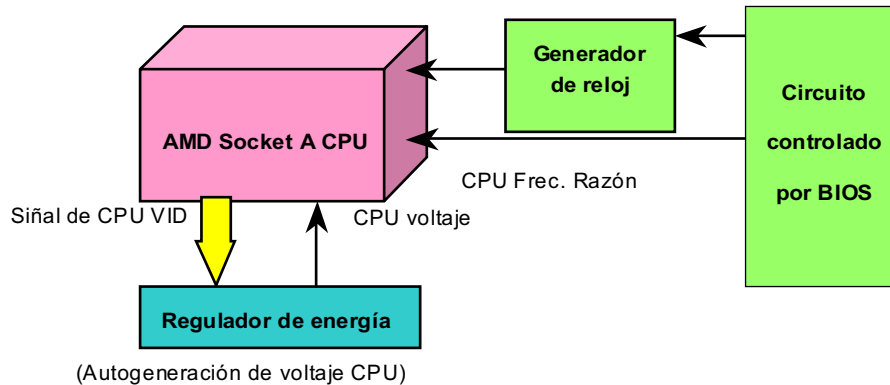 Generador
de reloj
Circuito
controlado
por BIOS
AMD Socket A CPU
CPU Frec. Razón
Siñal de CPU VID
CPU voltaje
Regulador de energía
(Autogeneración de voltaje CPU)